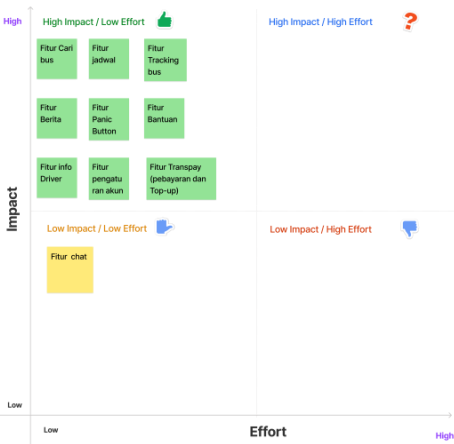 High
High Impact / Low Effort
High Impact / High Effort
Fitur Cari
bus
Fitur
jadwal
Fitur
Tracking
bus
Fitur
Berita
Fitur
Panic
Button
Fitur
Bantuan
Fitur info
Driver
Fitur
pengatu
ran akun
Fitur Transpay
(pebayaran dan
Top-up)
Impact
Low Impact / Low Effort
Low Impact / High Effort
Fitur chat
Low
Low
Effort
High